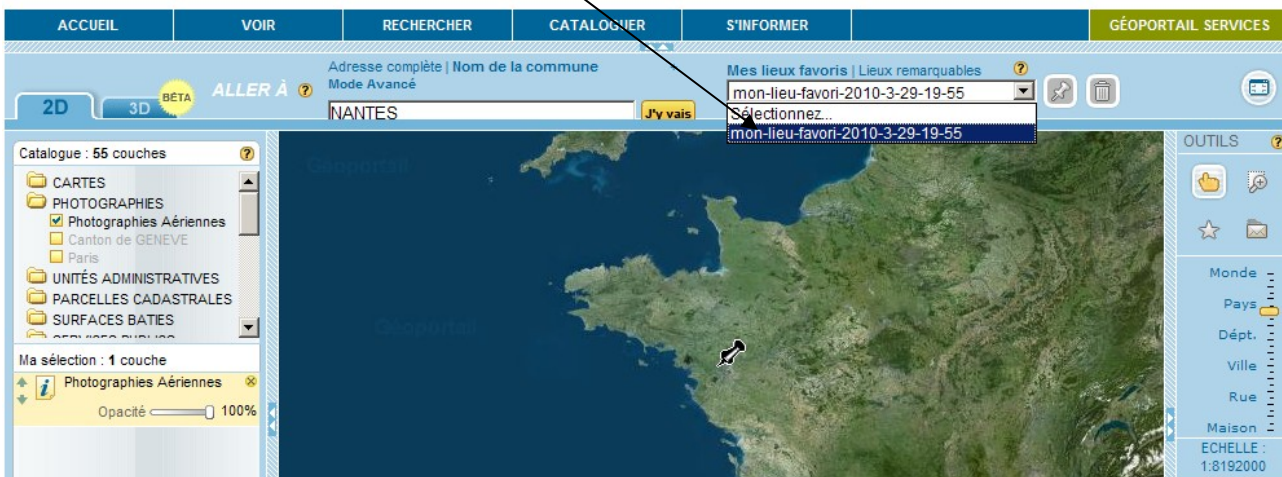 ACCUEIL VOIR RECHERCHER CATALOGUER S'INFORMER GÉOPORTAIL SERVICES
2D 3D BÉTA ALLER À ?
Adresse complète | Nom de la commune
Mode Avancé
NANTES J'y vais
Mes lieux favoris | Lieux remarquables ?
mon-lieu-favori-2010-3-29-19-55
Sélectionnez...
mon-lieu-favori-2010-3-29-19-55
Catalogue : 55 couches ?
CARTES
PHOTOGRAPHIES
Photographies Aériennes
Canton de GENEVE
Paris
UNITÉS ADMINISTRATIVES
PARCELLES CADASTRALES
SURFACES BATIES
Ma sélection : 1 couche
i Photographies Aériennes
Opacité 100%
Géoportail
Géoportail
OUTILS ?
Monde
Pays
Dépt.
Ville
Rue
Maison
ECHELLE :
1:8192000